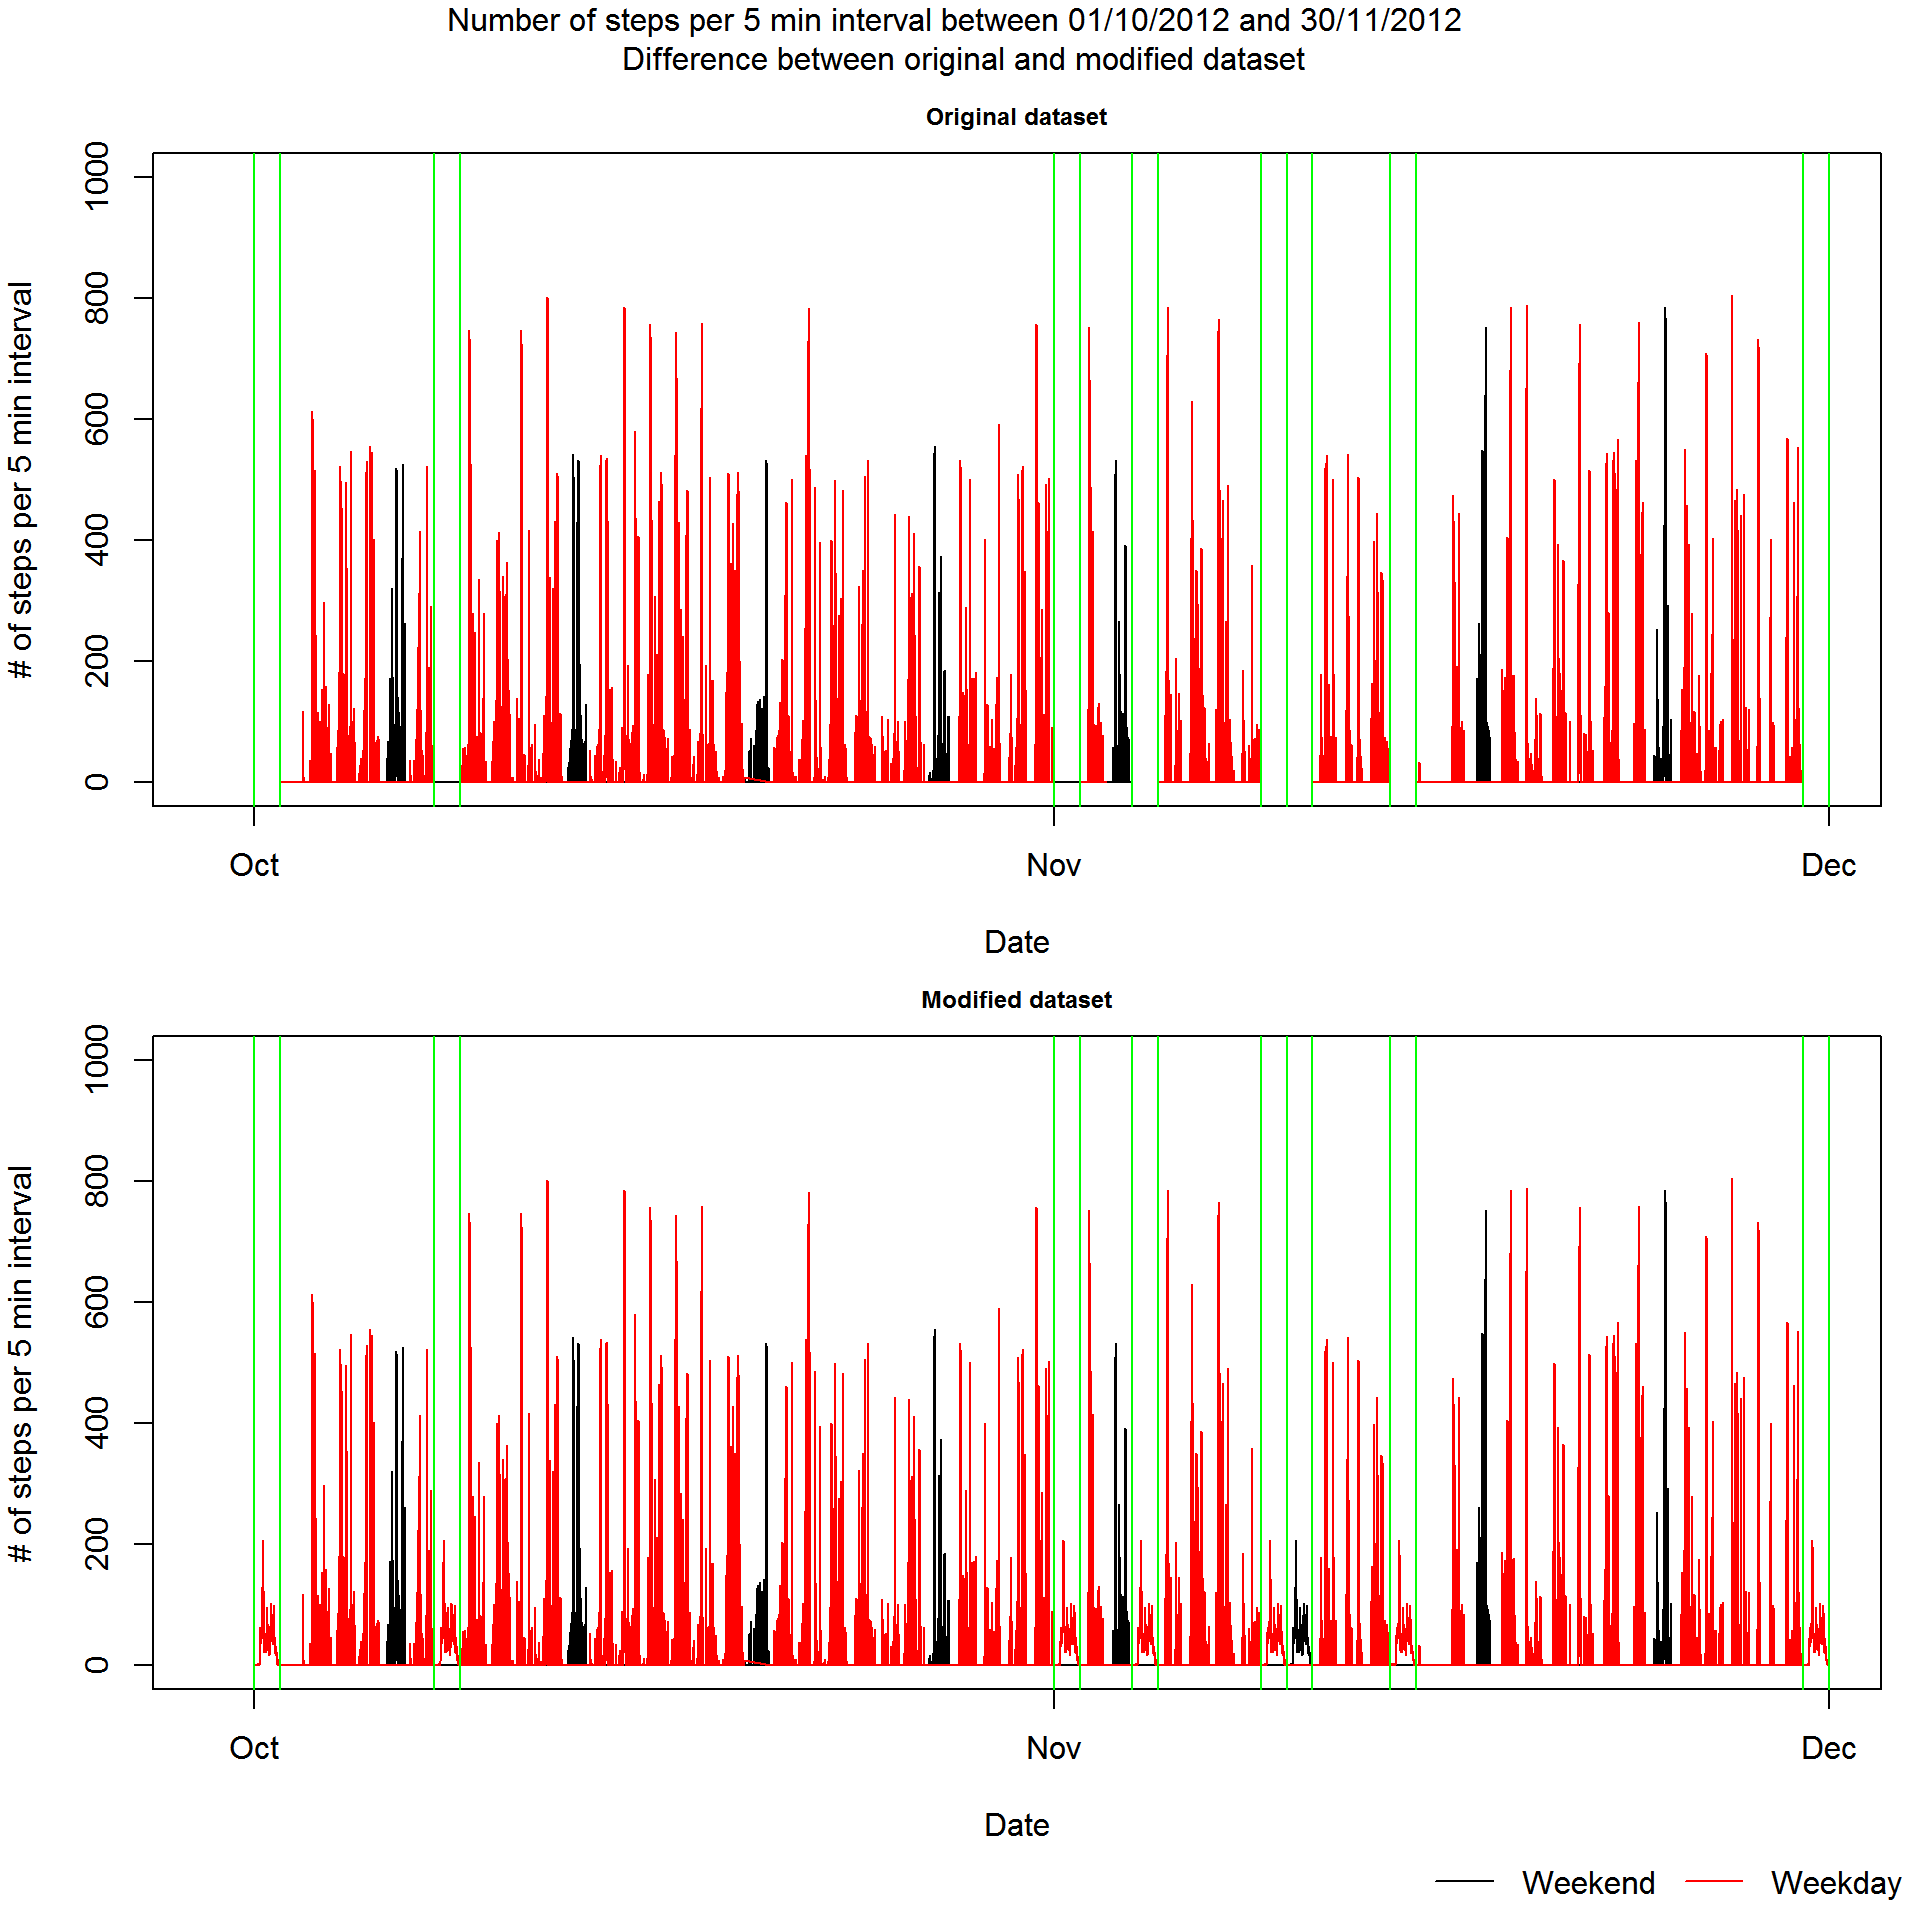 Number of steps per 5 min interval between 01/10/2012 and 30/11/2012
Difference between original and modified dataset
Original dataset
# of steps per 5 min interval
1000
800
600
400
200
0
Oct
Nov
Dec
Date
Modified dataset
# of steps per 5 min interval
1000
800
600
400
200
0
Oct
Nov
Dec
Date
Weekend
Weekday